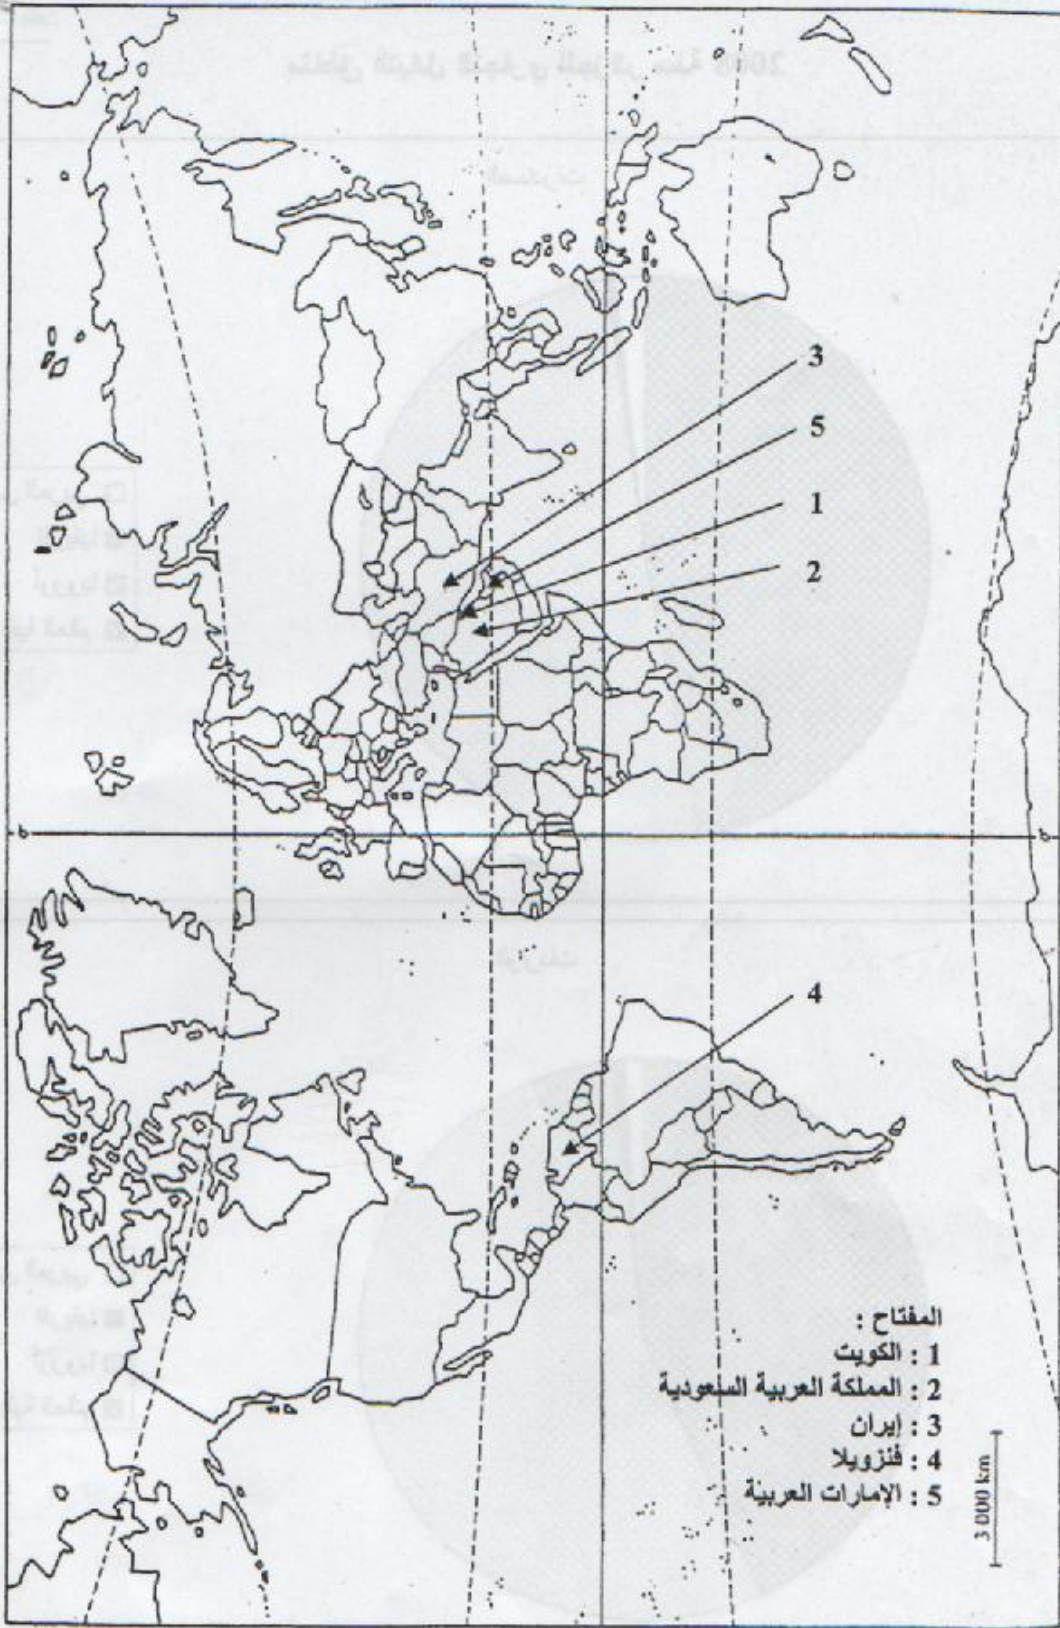 3
5
1
2
4
المفتاح :
1 : الكويت
2 : المملكة العربية السعودية
3 : إيران
4 : فنزويلا
5 : الإمارات العربية
3 000 km